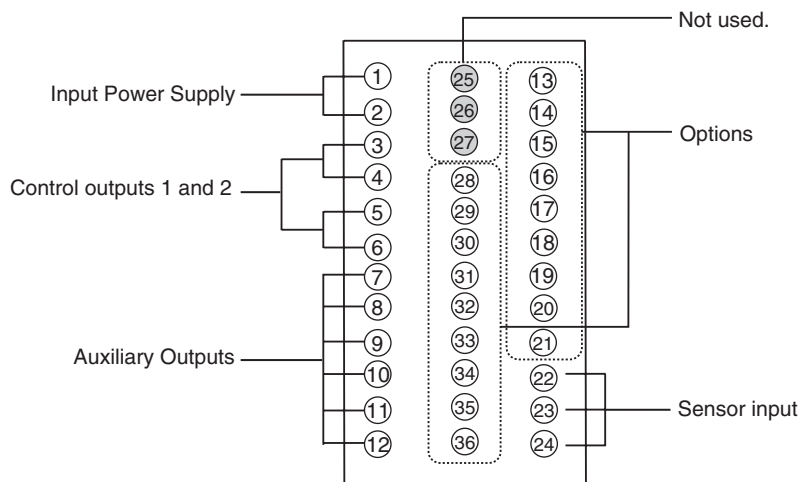 Not used.
1 25 13
Input Power Supply
2 26 14
3 27 15
Options
4 28 16
Control outputs 1 and 2
5 29 17
6 30 18
7 31 19
8 32 20
9 33 21
Auxiliary Outputs
10 34 22
11 35 23
Sensor input
12 36 24